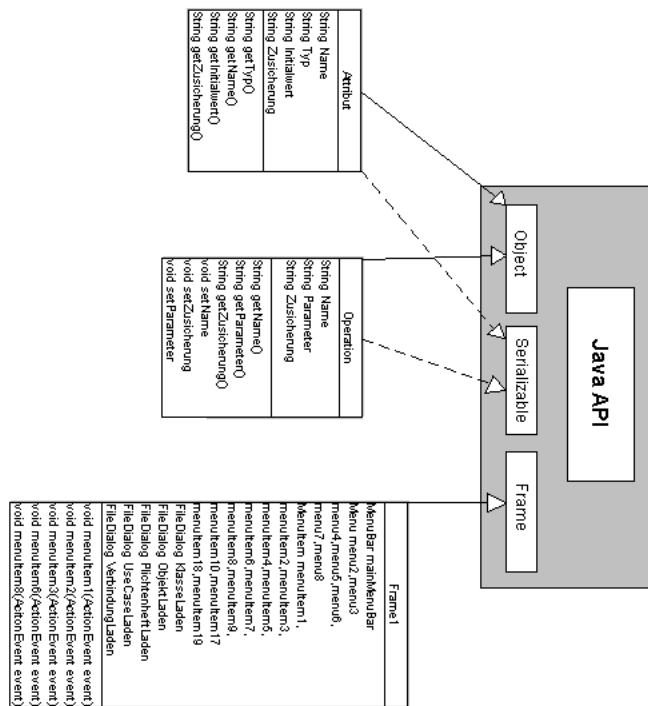 Java API
Object
Serializable
Frame
Attribut
String Name
String Typ
String Initialwert
String Zusicherung
String getTyp()
String getName()
String getInitialwert()
String getZusicherung()
Operation
String Name
String Parameter
String Zusicherung
String getName()
String getParameter()
String getZusicherung()
void setName
void setZusicherung
void setParameter
Frame1
MenuBar mainMenuBar
Menu menu2,menu3
menu4,menu5,menu6,
menu7,menu8
MenuItem menuItem1,
menuItem2,menuItem3,
menuItem4,menuItem5,
menuItem6,menuItem7,
menuItem8,menuItem9,
menuItem10,menuItem17
menuItem18,menuItem19
FileDialog KlasseLaden
FileDialog ObjektLaden
FileDialog PlichtenheftLaden
FileDialog UseCaseLaden
FileDialog VerbindungLaden
void menuItem1(ActionEvent event)
void menuItem2(ActionEvent event)
void menuItem3(ActionEvent event)
void menuItem6(ActionEvent event)
void menuItem8(AcitonEvent event)